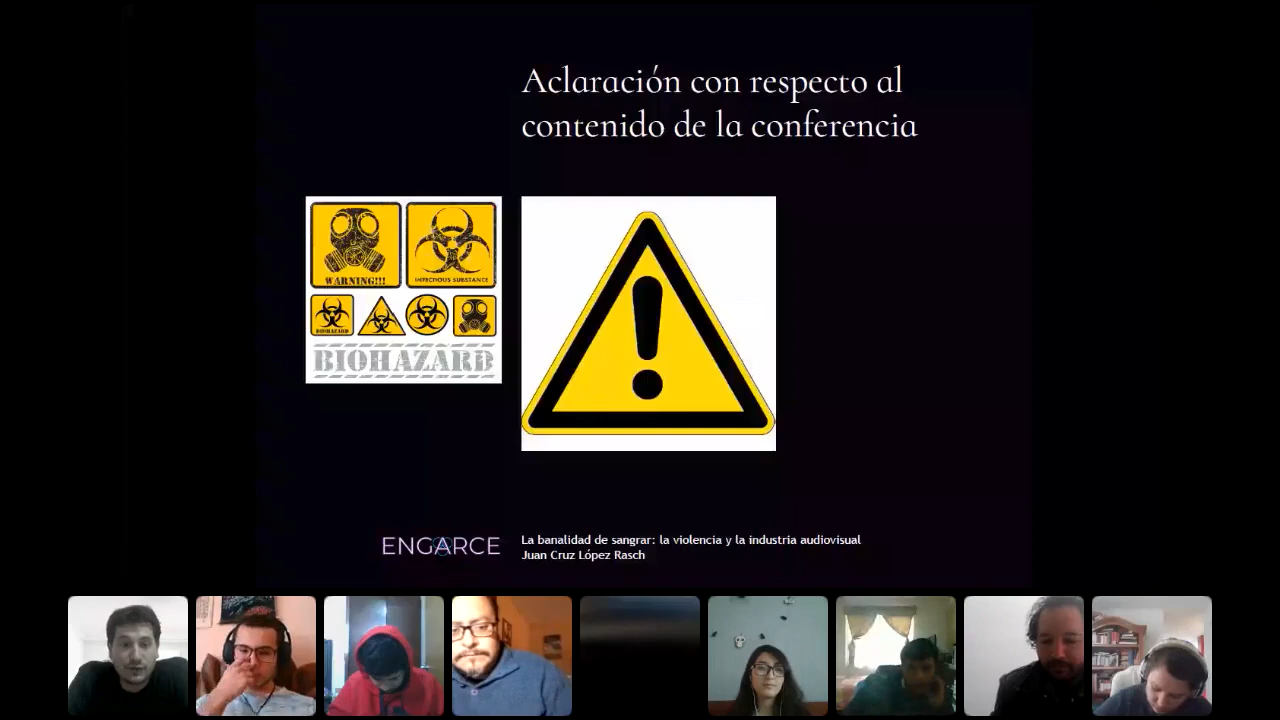 Aclaración con respecto al
contenido de la conferencia
WARNING!!!
INFECTIOUS SUBSTANCE
BIOHAZARD
BIOHAZARD
ENGARCE
La banalidad de sangrar: la violencia y la industria audiovisual
Juan Cruz López Rasch